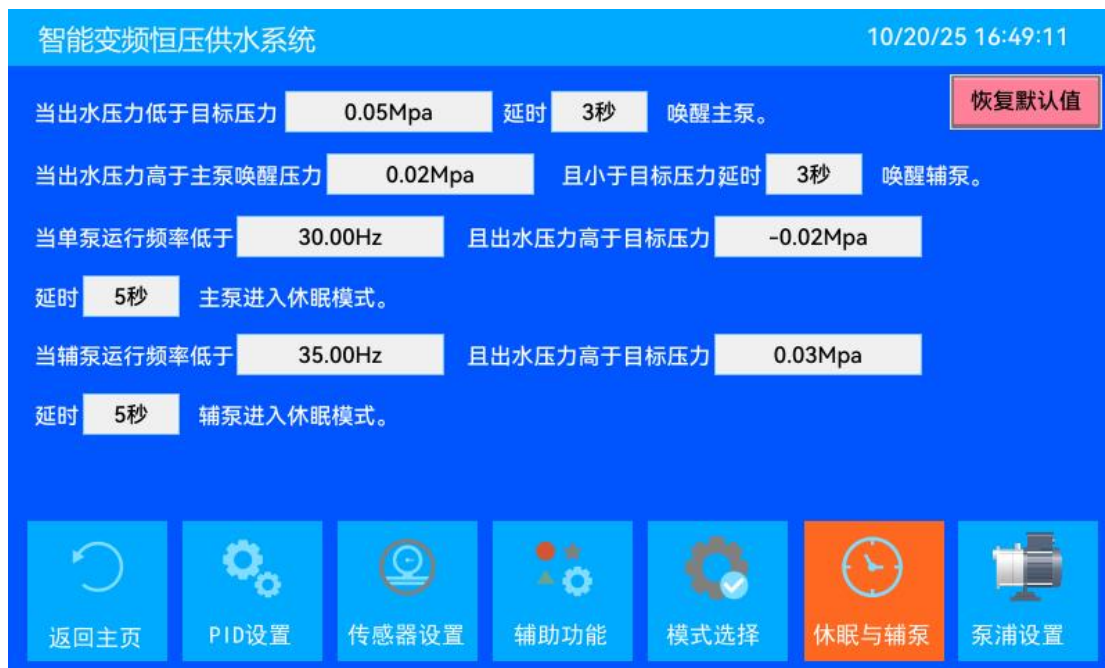 智能变频恒压供水系统 10/20/25 16:49:11
恢复默认值
当出水压力低于目标压力 0.05Mpa 延时 3秒 唤醒主泵。
当出水压力高于主泵唤醒压力 0.02Mpa 且小于目标压力延时 3秒 唤醒辅泵。
当单泵运行频率低于 30.00Hz 且出水压力高于目标压力 -0.02Mpa
延时 5秒 主泵进入休眠模式。
当辅泵运行频率低于 35.00Hz 且出水压力高于目标压力 0.03Mpa
延时 5秒 辅泵进入休眠模式。
返回主页 PID设置 传感器设置 辅助功能 模式选择 休眠与辅泵 泵浦设置